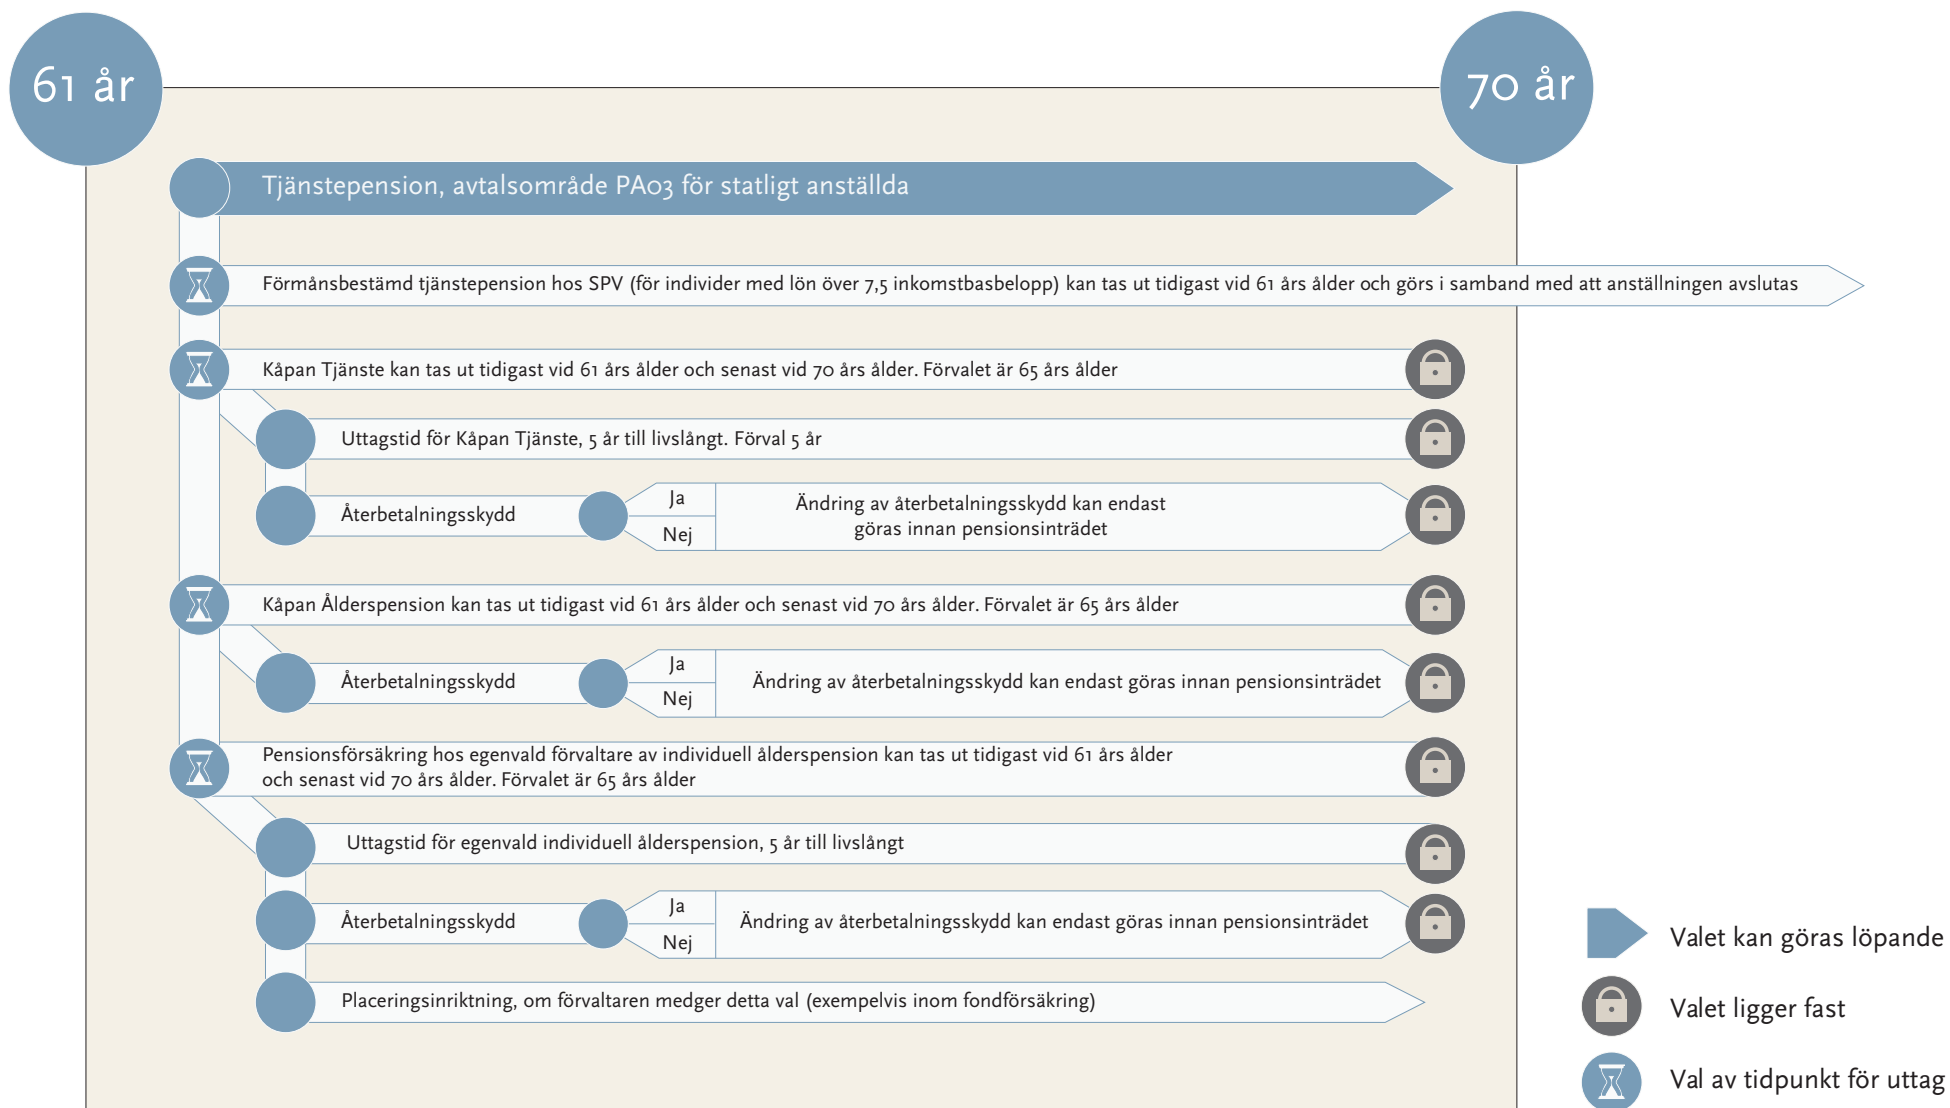 61 år
70 år
Tjänstepension, avtalsområde PA03 för statligt anställda
Förmånsbestämd tjänstepension hos SPV (för individer med lön över 7,5 inkomstbasbelopp) kan tas ut tidigast vid 61 års ålder och görs i samband med att anställningen avslutas
Kåpan Tjänste kan tas ut tidigast vid 61 års ålder och senast vid 70 års ålder. Förvalet är 65 års ålder
Uttagstid för Kåpan Tjänste, 5 år till livslångt. Förval 5 år
Återbetalningsskydd
Ja
Nej
Ändring av återbetalningsskydd kan endast
göras innan pensionsinträdet
Kåpan Ålderspension kan tas ut tidigast vid 61 års ålder och senast vid 70 års ålder. Förvalet är 65 års ålder
Återbetalningsskydd
Ja
Nej
Ändring av återbetalningsskydd kan endast göras innan pensionsinträdet
Pensionsförsäkring hos egenvald förvaltare av individuell ålderspension kan tas ut tidigast vid 61 års ålder
och senast vid 70 års ålder. Förvalet är 65 års ålder
Uttagstid för egenvald individuell ålderspension, 5 år till livslångt
Återbetalningsskydd
Ja
Nej
Ändring av återbetalningsskydd kan endast göras innan pensionsinträdet
Placeringsinriktning, om förvaltaren medger detta val (exempelvis inom fondförsäkring)
Valet kan göras löpande
Valet ligger fast
Val av tidpunkt för uttag